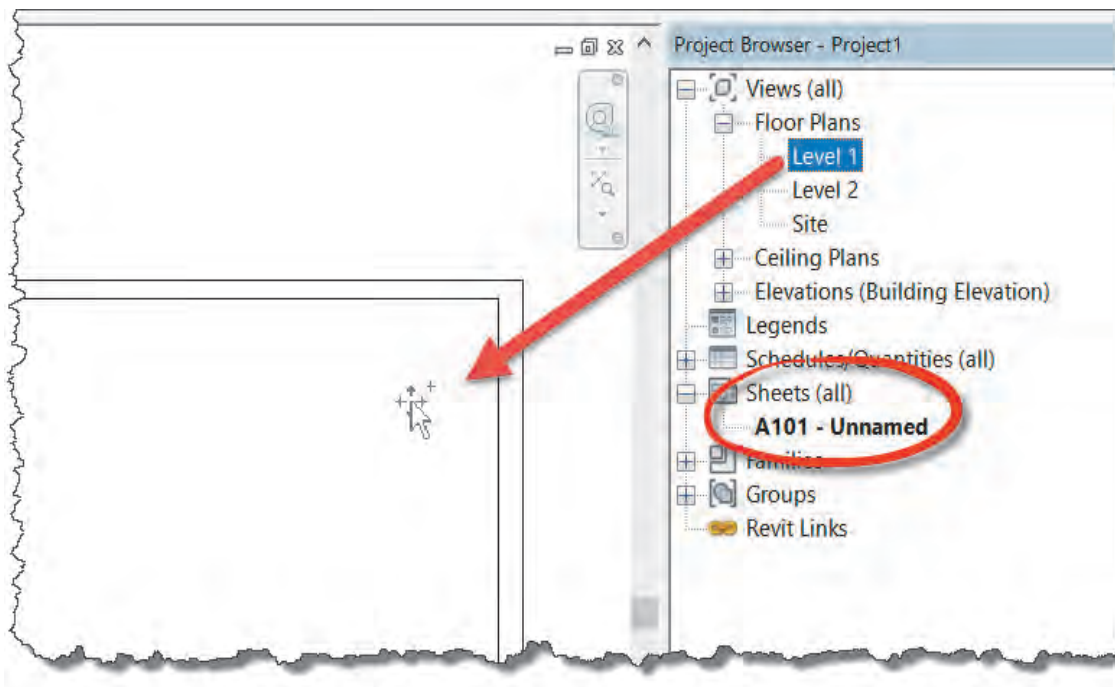 Project Browser - Project1
Views (all)
Floor Plans
Level 1
Level 2
Site
Ceiling Plans
Elevations (Building Elevation)
Legends
Schedules/Quantities (all)
Sheets (all)
A101 - Unnamed
Families
Groups
Revit Links